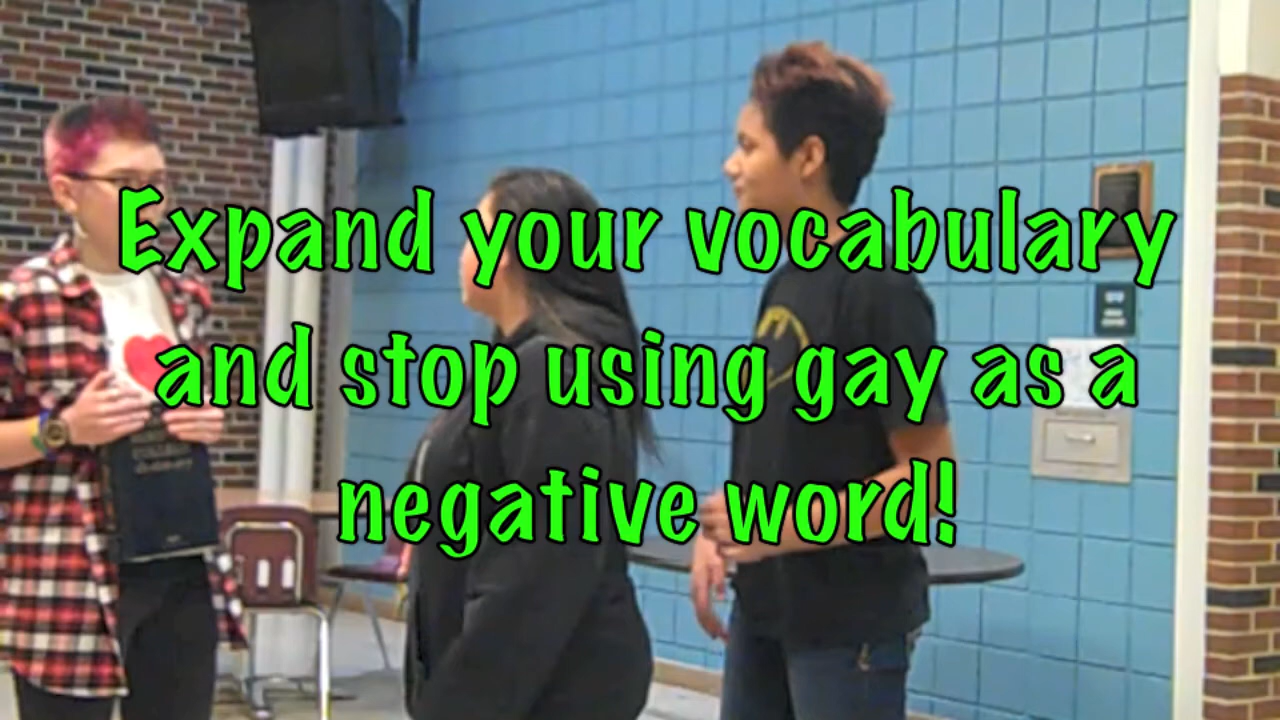 Expand your vocabulary
and stop using gay as a
negative word!